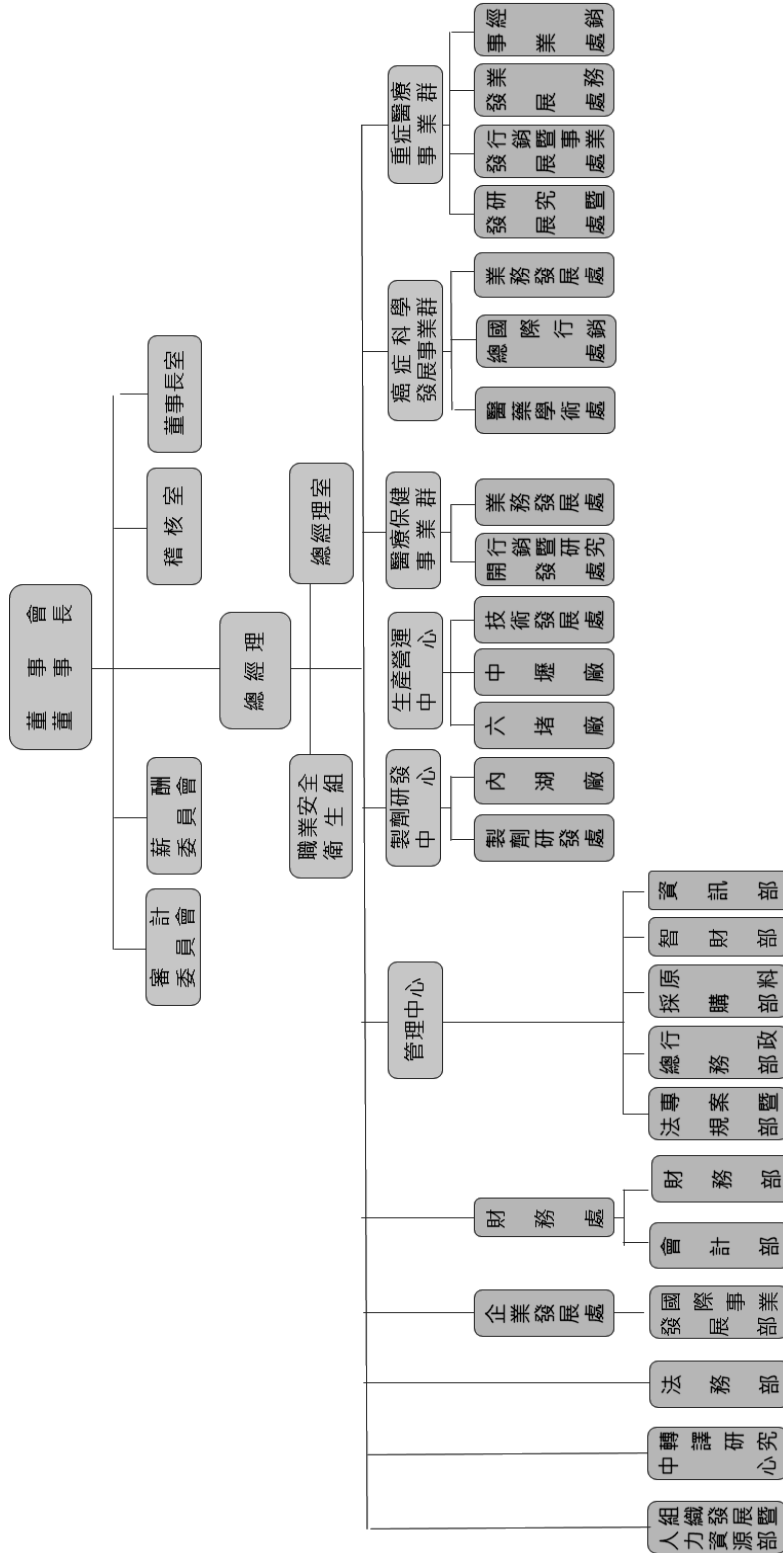 董事會
董事長
審計
委員會
薪酬
委員會
稽核室
董事長室
總經理
職業安全
衛生組
總經理室
管理中心
製劑研發
中心
生產營運
中心
醫療保健
事業群
癌症科學
發展事業群
重症醫療
事業群
企業發展處
財務處
製劑研發處
內湖廠
六堵廠
中壢廠
技術發展處
行銷暨研究
開發處
業務發展處
醫藥學術處
國際行銷
總處
業務發展處
研究暨
發展處
行銷暨事業
發展處
業務
發展處
經銷
事業處
組織發展暨
人力資源部
轉譯研究
中心
法務部
國際事業
發展部
會計部
財務部
專案暨
法規部
行政
總務部
原料
採購部
智財部
資訊部